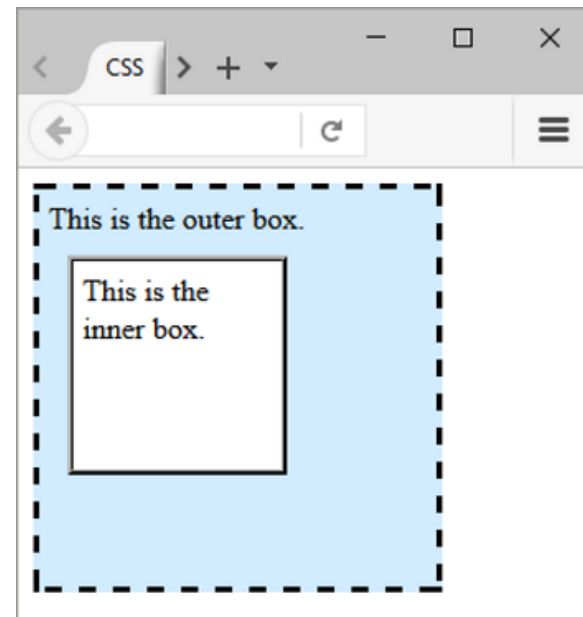 CSS
This is the outer box.
This is the
inner box.